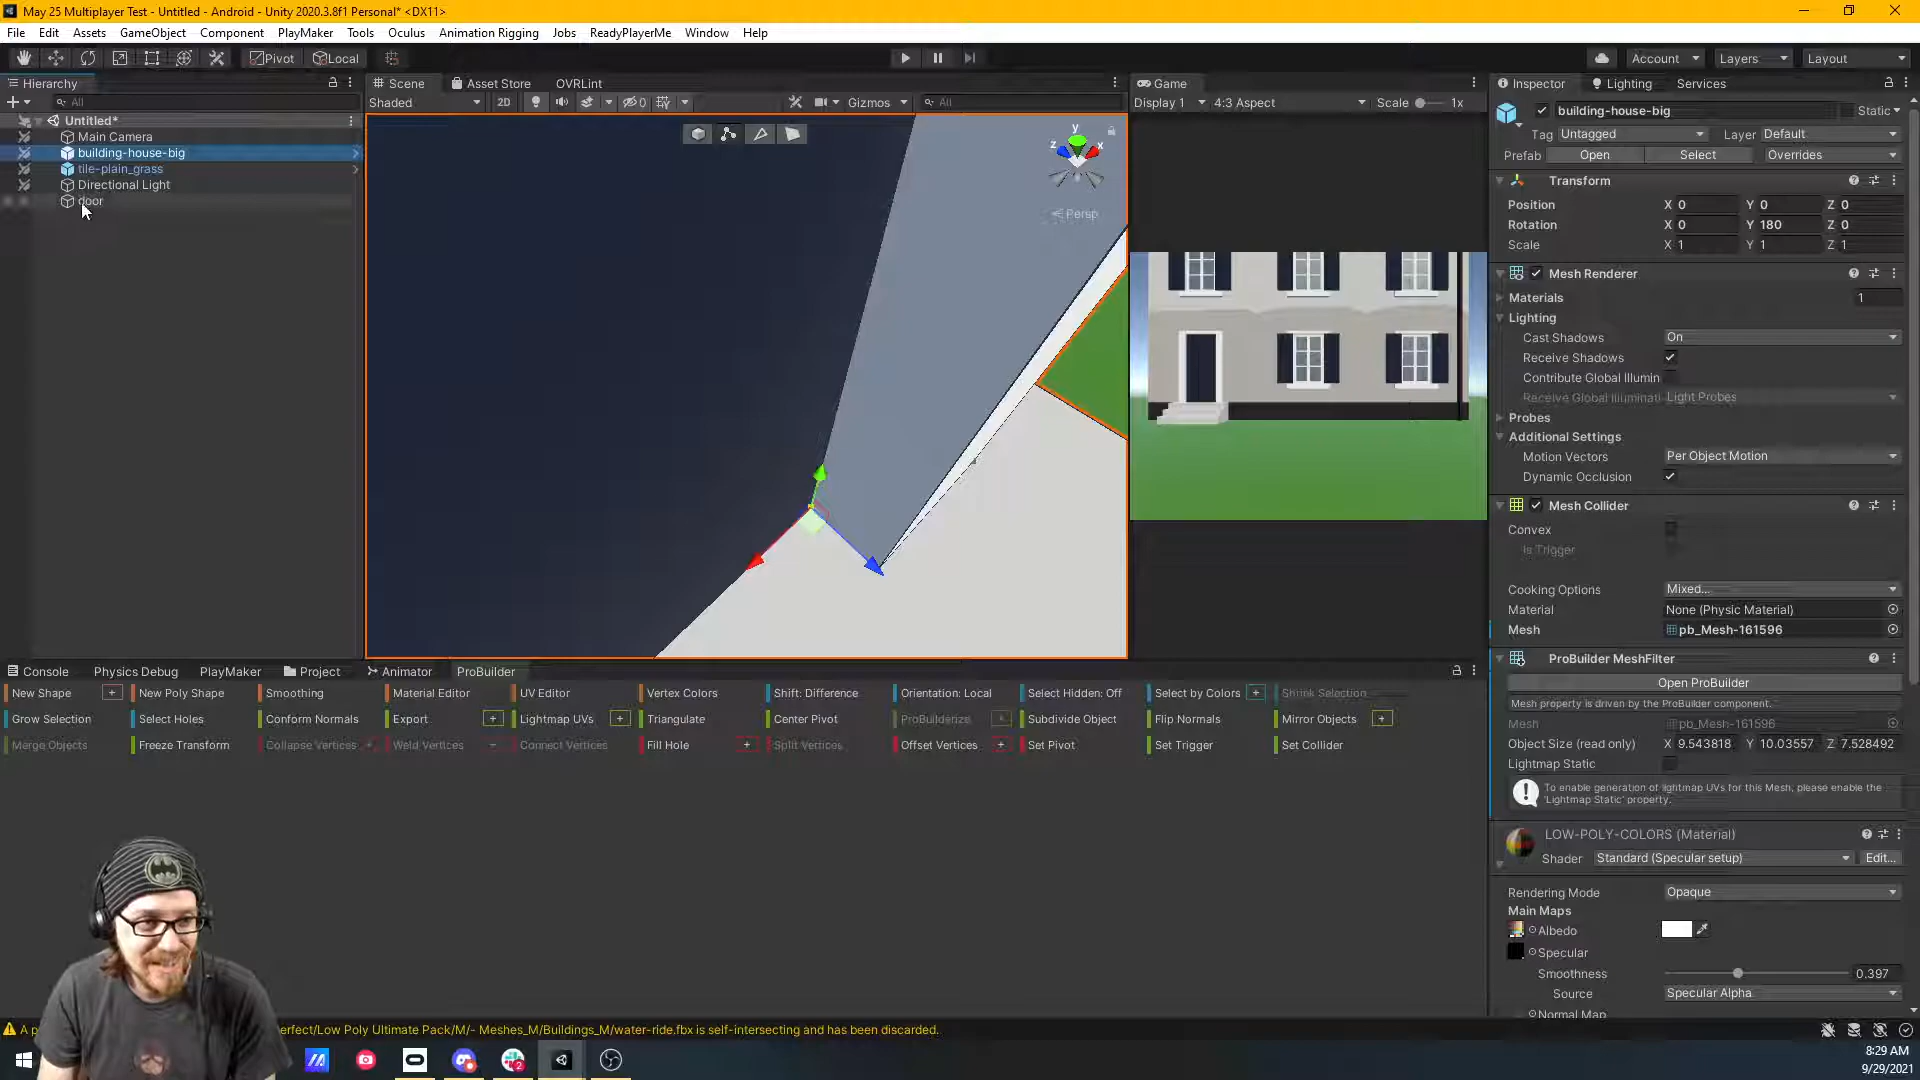 May 25 Multiplayer Test - Untitled - Android - Unity 2020.3.8f1 Personal* <DX11>
File Edit Assets GameObject Component PlayMaker Tools Oculus Animation Rigging Jobs ReadyPlayerMe Window Help
Pivot Local Account Layers Layout
Hierarchy
All
Untitled*
Main Camera
building-house-big
tile-plain_grass
Directional Light
door
Scene Asset Store OVRLint
Shaded 2D 0 Gizmos All
y
z x
Persp
Game
Display 1 4:3 Aspect Scale 1x
Inspector Lighting Services
building-house-big Static
Tag Untagged Layer Default
Prefab Open Select Overrides
Transform
Position X 0 Y 0 Z 0
Rotation X 0 Y 180 Z 0
Scale X 1 Y 1 Z 1
Mesh Renderer
Materials 1
Lighting
Cast Shadows On
Receive Shadows
Contribute Global Illumin
Receive Global Illuminati Light Probes
Probes
Additional Settings
Motion Vectors Per Object Motion
Dynamic Occlusion
Mesh Collider
Convex
Is Trigger
Cooking Options Mixed...
Material None (Physic Material)
Mesh pb_Mesh-161596
ProBuilder MeshFilter
Open ProBuilder
Mesh property is driven by the ProBuilder component.
Mesh pb_Mesh-161596
Object Size (read only) X 9.543818 Y 10.03557 Z 7.528492
Lightmap Static
To enable generation of lightmap UVs for this Mesh, please enable the
'Lightmap Static' property.
LOW-POLY-COLORS (Material)
Shader Standard (Specular setup) Edit...
Rendering Mode Opaque
Main Maps
Albedo
Specular
Smoothness 0.397
Source Specular Alpha
Normal Map
Console Physics Debug PlayMaker Project Animator ProBuilder
New Shape + New Poly Shape Smoothing Material Editor UV Editor Vertex Colors Shift: Difference Orientation: Local Select Hidden: Off Select by Colors + Shrink Selection
Grow Selection Select Holes Conform Normals Export + Lightmap UVs + Triangulate Center Pivot ProBuilderize + Subdivide Object Flip Normals Mirror Objects +
Merge Objects Freeze Transform Collapse Vertices + Weld Vertices Connect Vertices Fill Hole + Split Vertices Offset Vertices + Set Pivot Set Trigger Set Collider
A p erfect/Low Poly Ultimate Pack/M/- Meshes_M/Buildings_M/water-ride.fbx is self-intersecting and has been discarded.
2
8:29 AM
9/29/2021